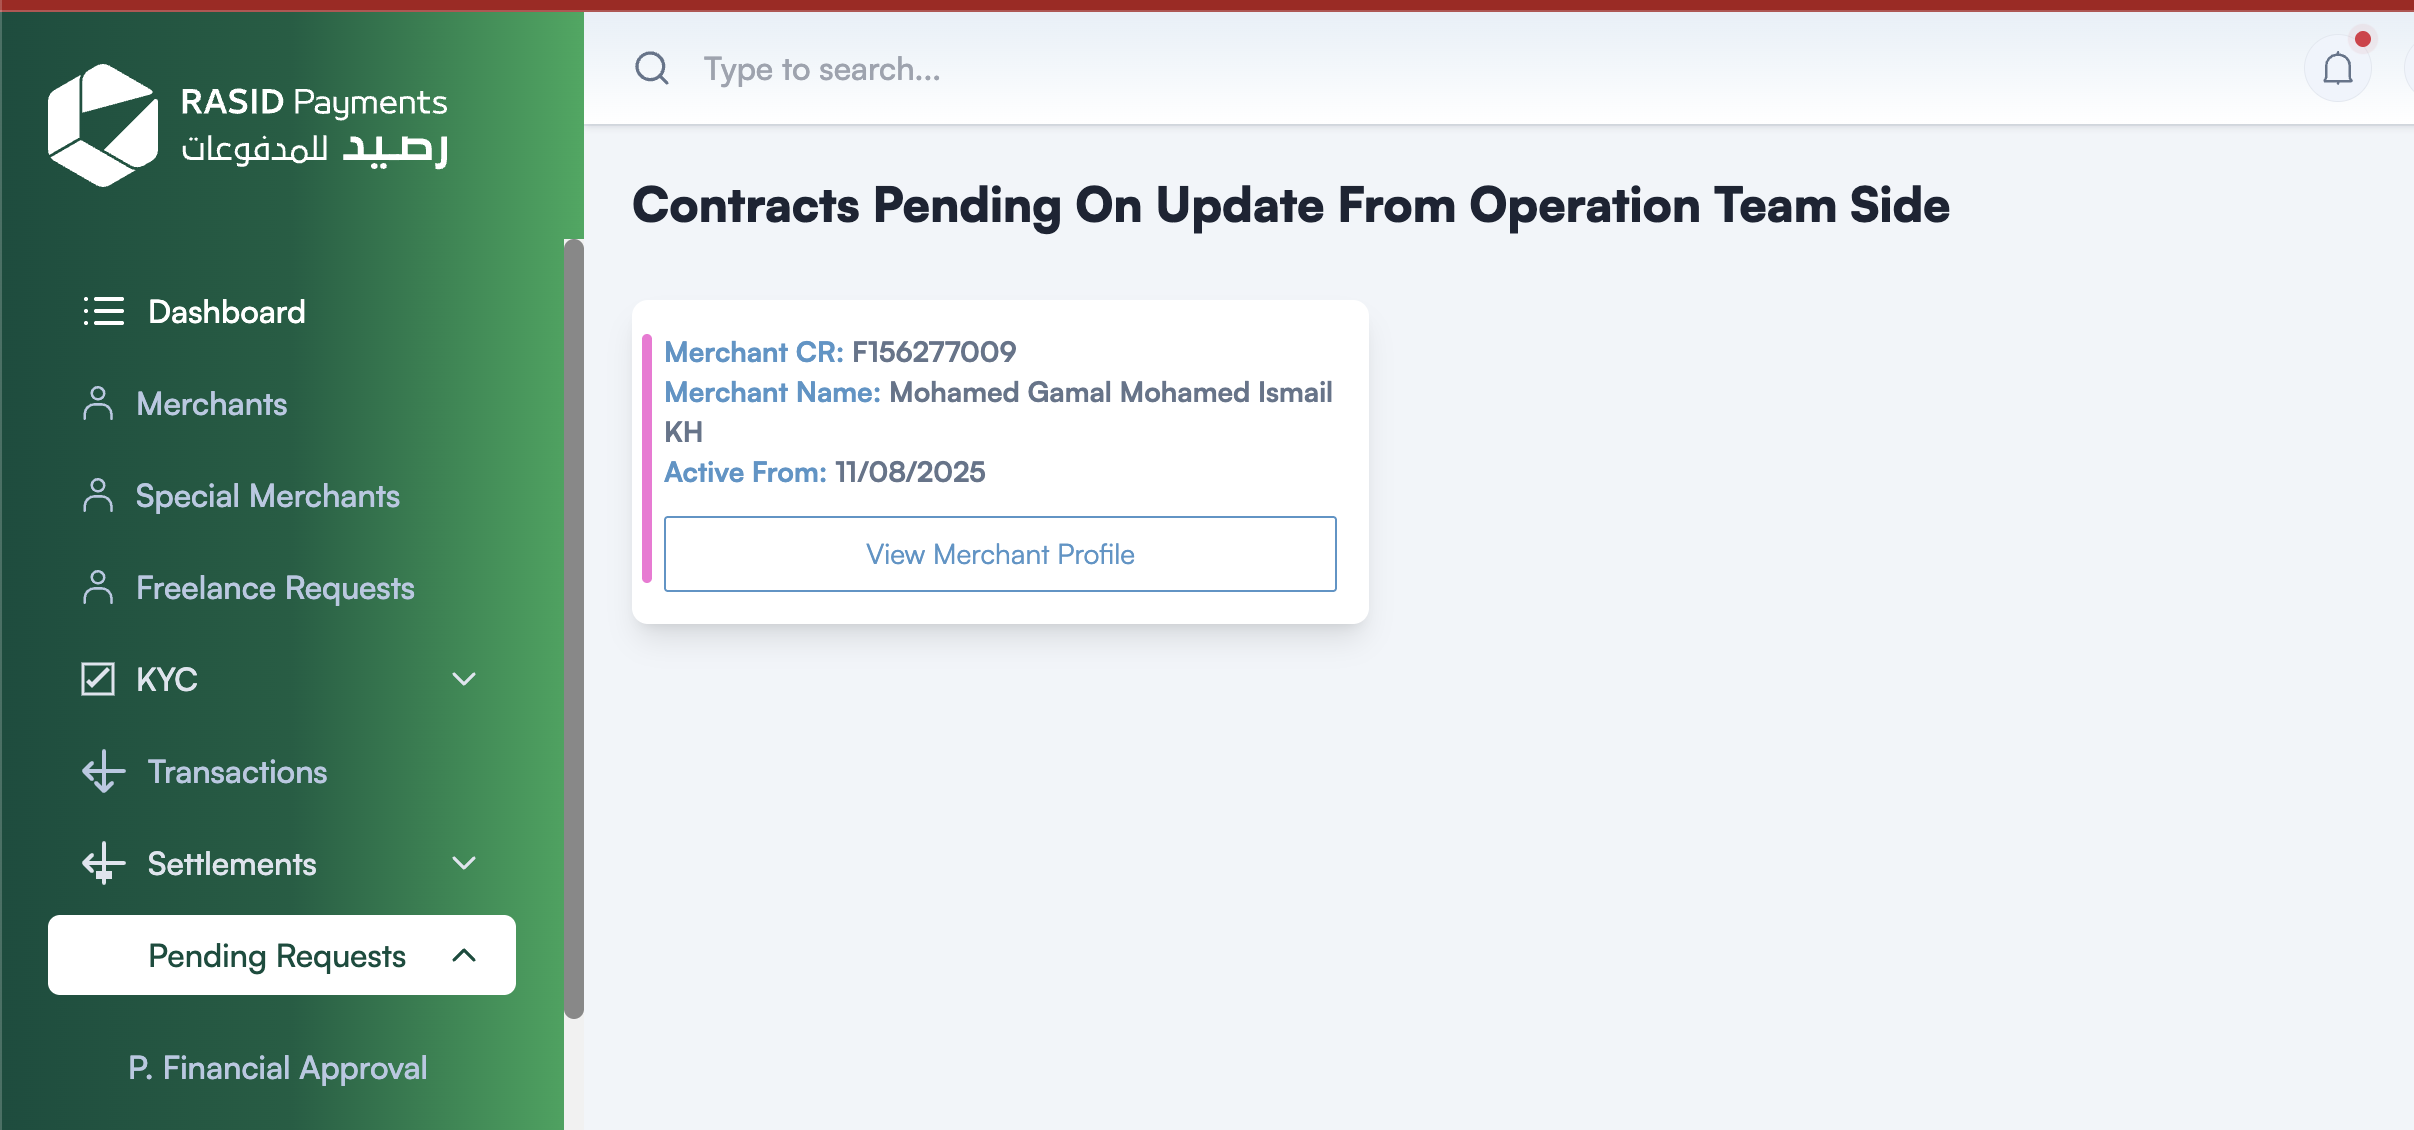 RASID Payments
رصيد للمدفوعات
Dashboard
Merchants
Special Merchants
Freelance Requests
KYC
Transactions
Settlements
Pending Requests
P. Financial Approval
Type to search...
Contracts Pending On Update From Operation Team Side
Merchant CR: F156277009
Merchant Name: Mohamed Gamal Mohamed Ismail
KH
Active From: 11/08/2025
View Merchant Profile